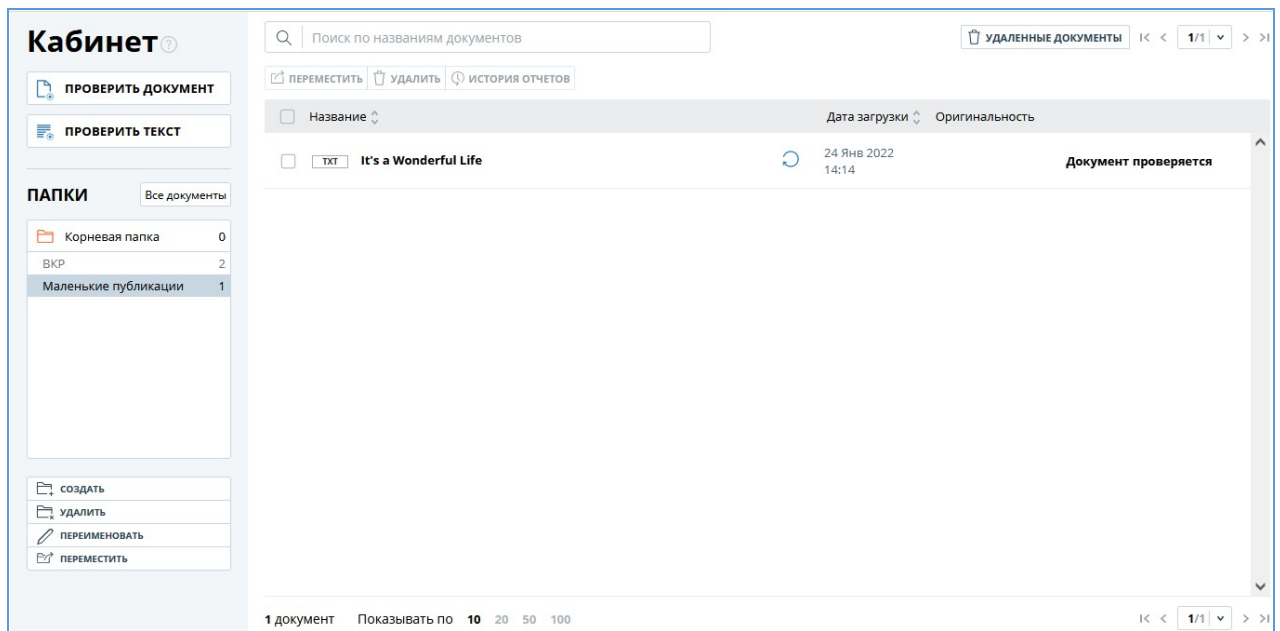 Кабинет ?
ПРОВЕРИТЬ ДОКУМЕНТ
ПРОВЕРИТЬ ТЕКСТ
ПАПКИ Все документы
Корневая папка 0
ВКР 2
Маленькие публикации 1
СОЗДАТЬ
УДАЛИТЬ
ПЕРЕИМЕНОВАТЬ
ПЕРЕМЕСТИТЬ
Поиск по названиям документов
УДАЛЕННЫЕ ДОКУМЕНТЫ 1/1
ПЕРЕМЕСТИТЬ УДАЛИТЬ ИСТОРИЯ ОТЧЕТОВ
Название Дата загрузки Оригинальность
TXT It's a Wonderful Life 24 Янв 2022
14:14 Документ проверяется
1 документ Показывать по 10 20 50 100 1/1